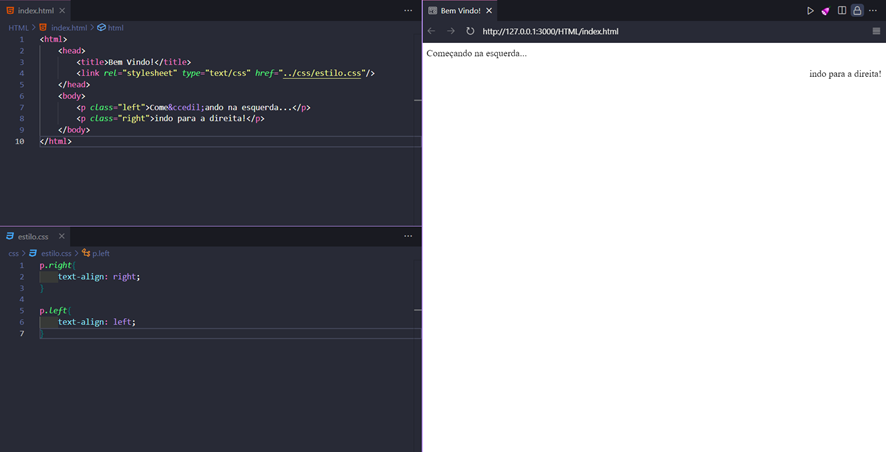 index.html
HTML > index.html > html
1 <html>
2 <head>
3 <title>Bem Vindo!</title>
4 <link rel="stylesheet" type="text/css" href="../css/estilo.css"/>
5 </head>
6 <body>
7 <p class="left">Come&ccedil;ando na esquerda...</p>
8 <p class="right">indo para a direita!</p>
9 </body>
10 </html>
estilo.css
css > estilo.css > p.left
1 p.right{
2 text-align: right;
3 }
4
5 p.left{
6 text-align: left;
7 }
Bem Vindo!
http://127.0.0.1:3000/HTML/index.html
Começando na esquerda...
indo para a direita!